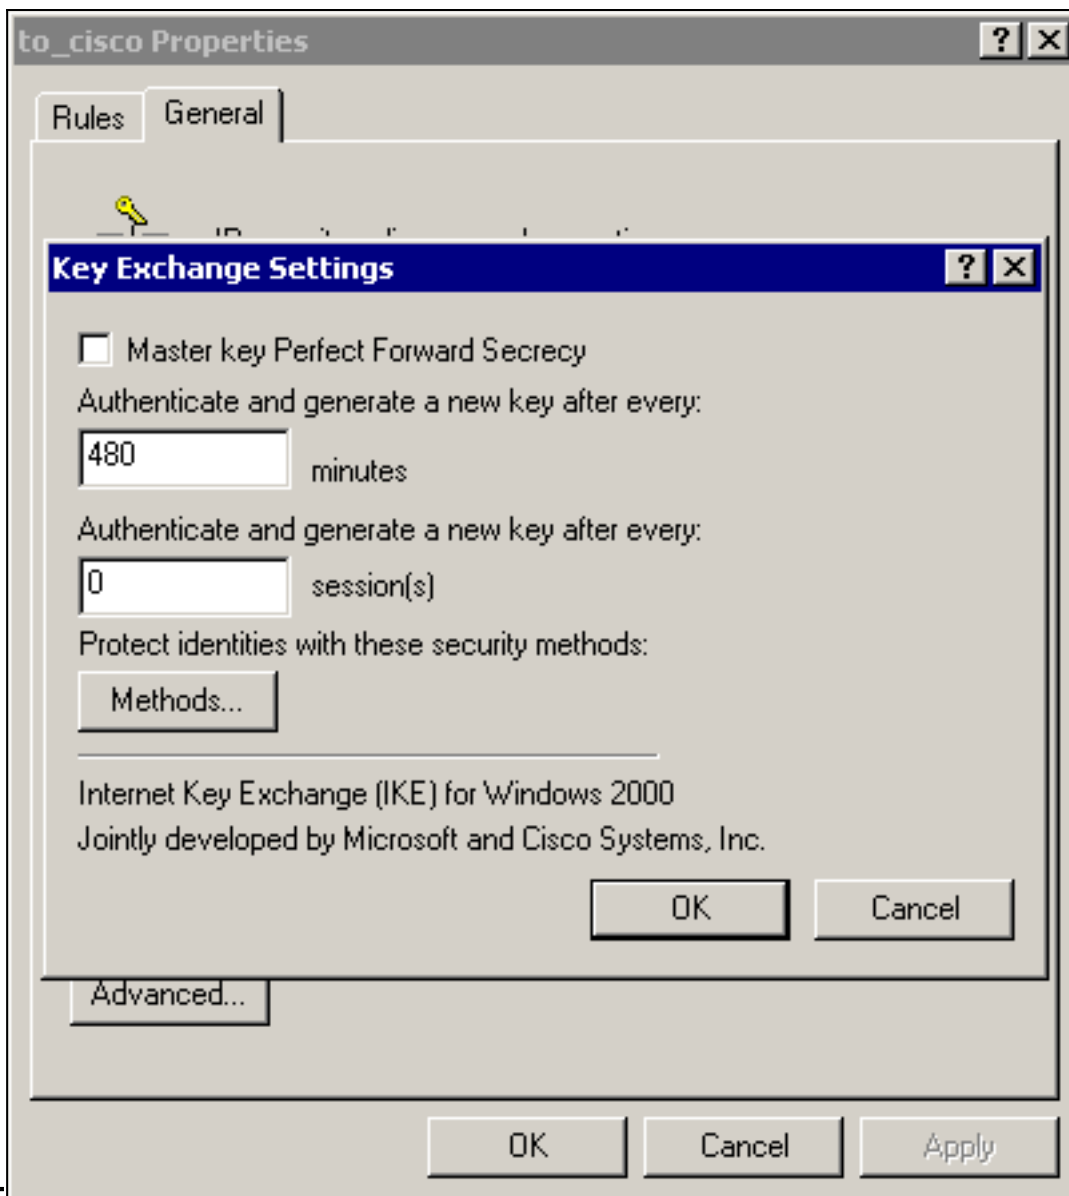 to_cisco Properties
Rules
General
Key Exchange Settings
Master key Perfect Forward Secrecy
Authenticate and generate a new key after every:
480
minutes
Authenticate and generate a new key after every:
0
session(s)
Protect identities with these security methods:
Methods...
Internet Key Exchange (IKE) for Windows 2000
Jointly developed by Microsoft and Cisco Systems, Inc.
OK
Cancel
Advanced...
OK
Cancel
Apply